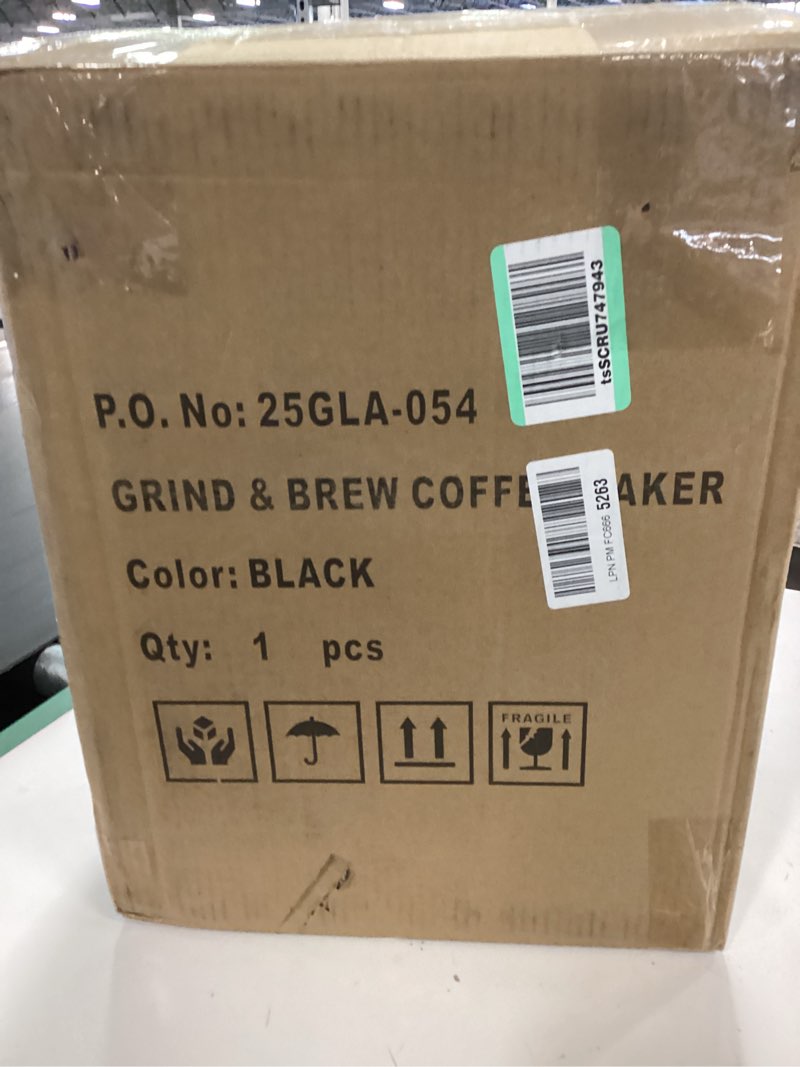 tsSCRU747943
P.O. No: 25GLA-054
GRIND & BREW COFFE AKER
LPN PM FC666 5263
Color: BLACK
Qty: 1 pcs
FRAGILE